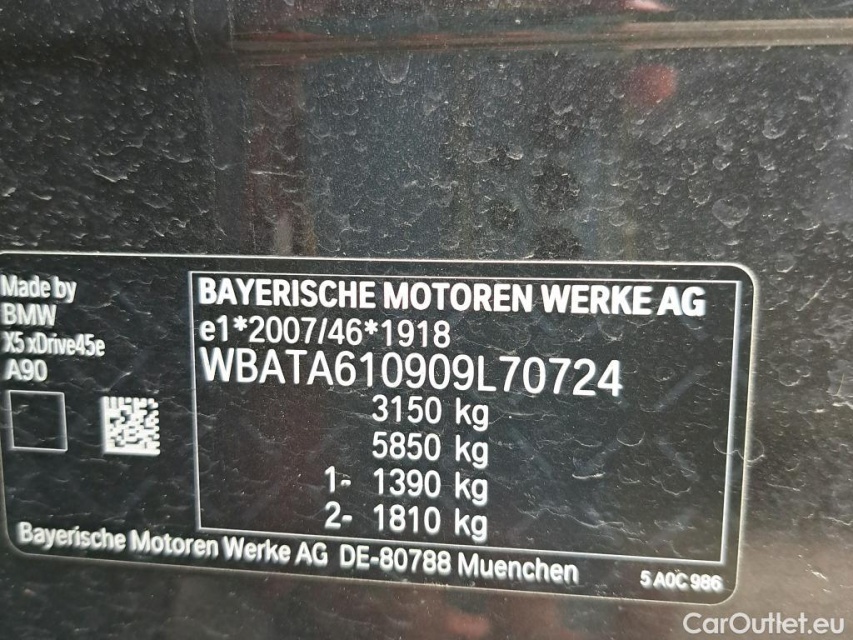 Made by
BMW
X5 xDrive45e
A90
BAYERISCHE MOTOREN WERKE AG
e1*2007/46*1918
WBATA610909L70724
3150 kg
5850 kg
1- 1390 kg
2- 1810 kg
Bayerische Motoren Werke AG DE-80788 Muenchen
5 A0C 986
CarOutlet.eu